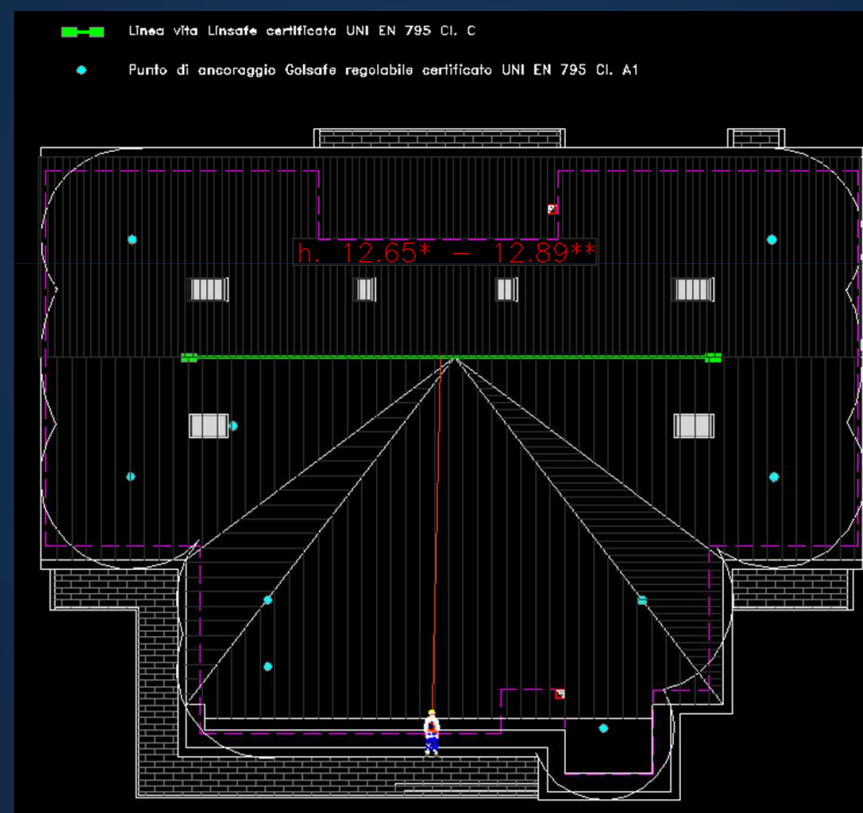 Linea vita Linsafe certificata UNI EN 795 Cl. C
Punto di ancoraggio Golsafe regolabile certificato UNI EN 795 Cl. A1
h. 12.65* - 12.89**